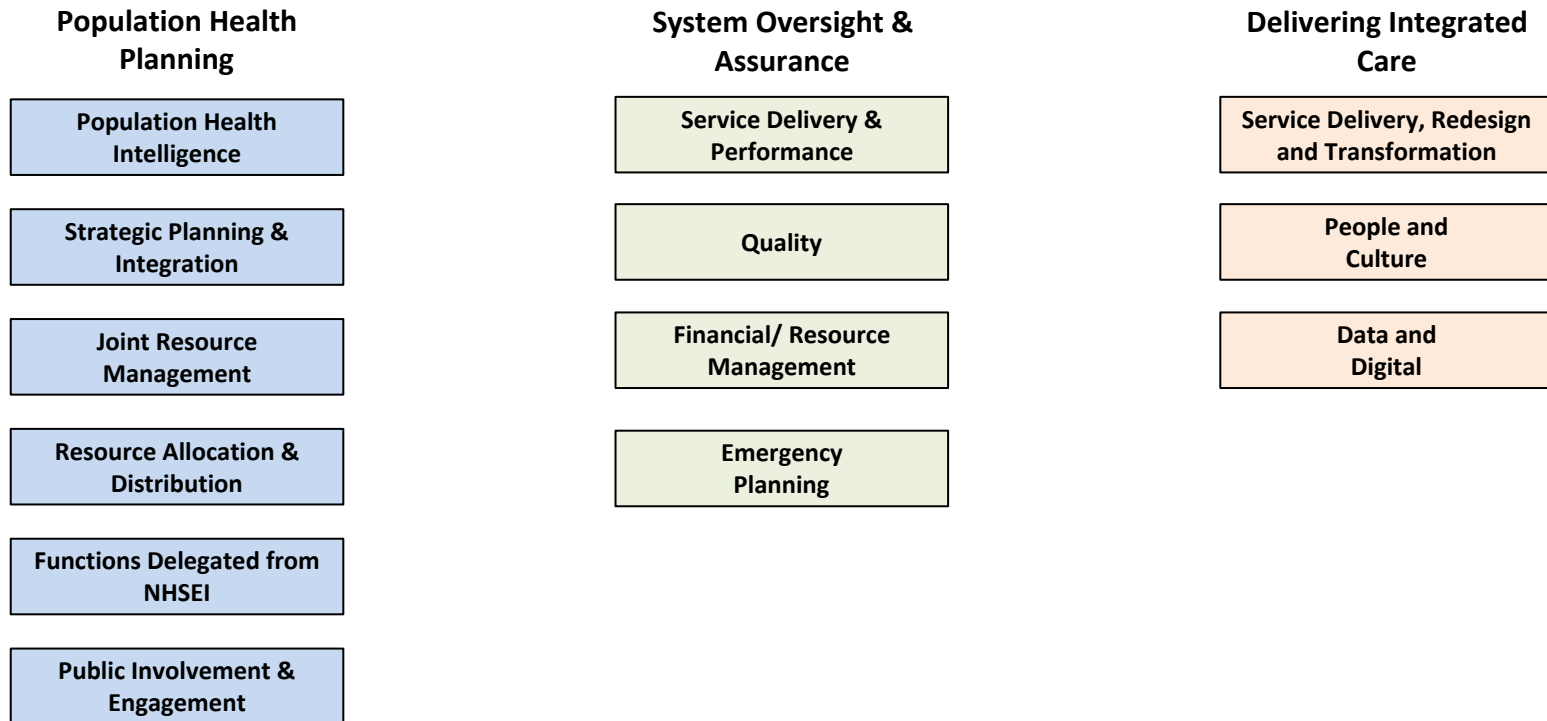 Population Health
Planning
Population Health
Intelligence
Strategic Planning &
Integration
Joint Resource
Management
Resource Allocation &
Distribution
Functions Delegated from
NHSEI
Public Involvement &
Engagement
System Oversight &
Assurance
Service Delivery &
Performance
Quality
Financial/ Resource
Management
Emergency
Planning
Delivering Integrated
Care
Service Delivery, Redesign
and Transformation
People and
Culture
Data and
Digital